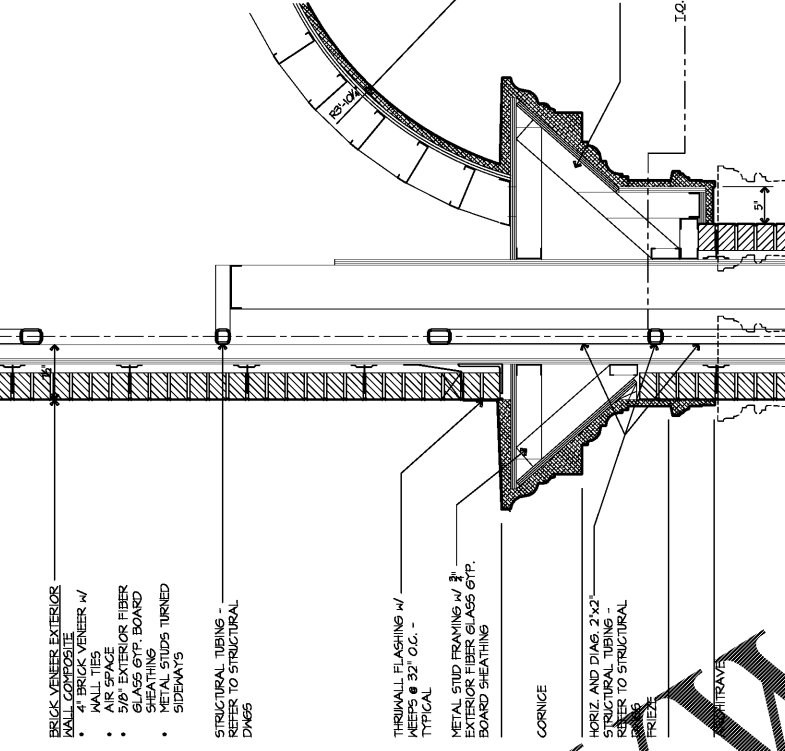 BRICK VENEER EXTERIOR
WALL COMPOSITE
• 4" BRICK VENEER W/
WALL TIES
• AIR SPACE
• 5/8" EXTERIOR FIBER
GLASS GYP. BOARD
SHEATHING
• METAL STUDS TURNED
SIDEWAYS
STRUCTURAL TUBING -
REFER TO STRUCTURAL
DWGS
THRUWALL FLASHING W/
WEEPS @ 32" O.C. -
TYPICAL
METAL STUD FRAMING W/ 3/4"
EXTERIOR FIBER GLASS GYP.
BOARD SHEATHING
CORNICE
HORIZ. AND DIAG. 2"x2"
STRUCTURAL TUBING -
REFER TO STRUCTURAL
FRIEZE
ARCHITRAVE
5"
T.O.